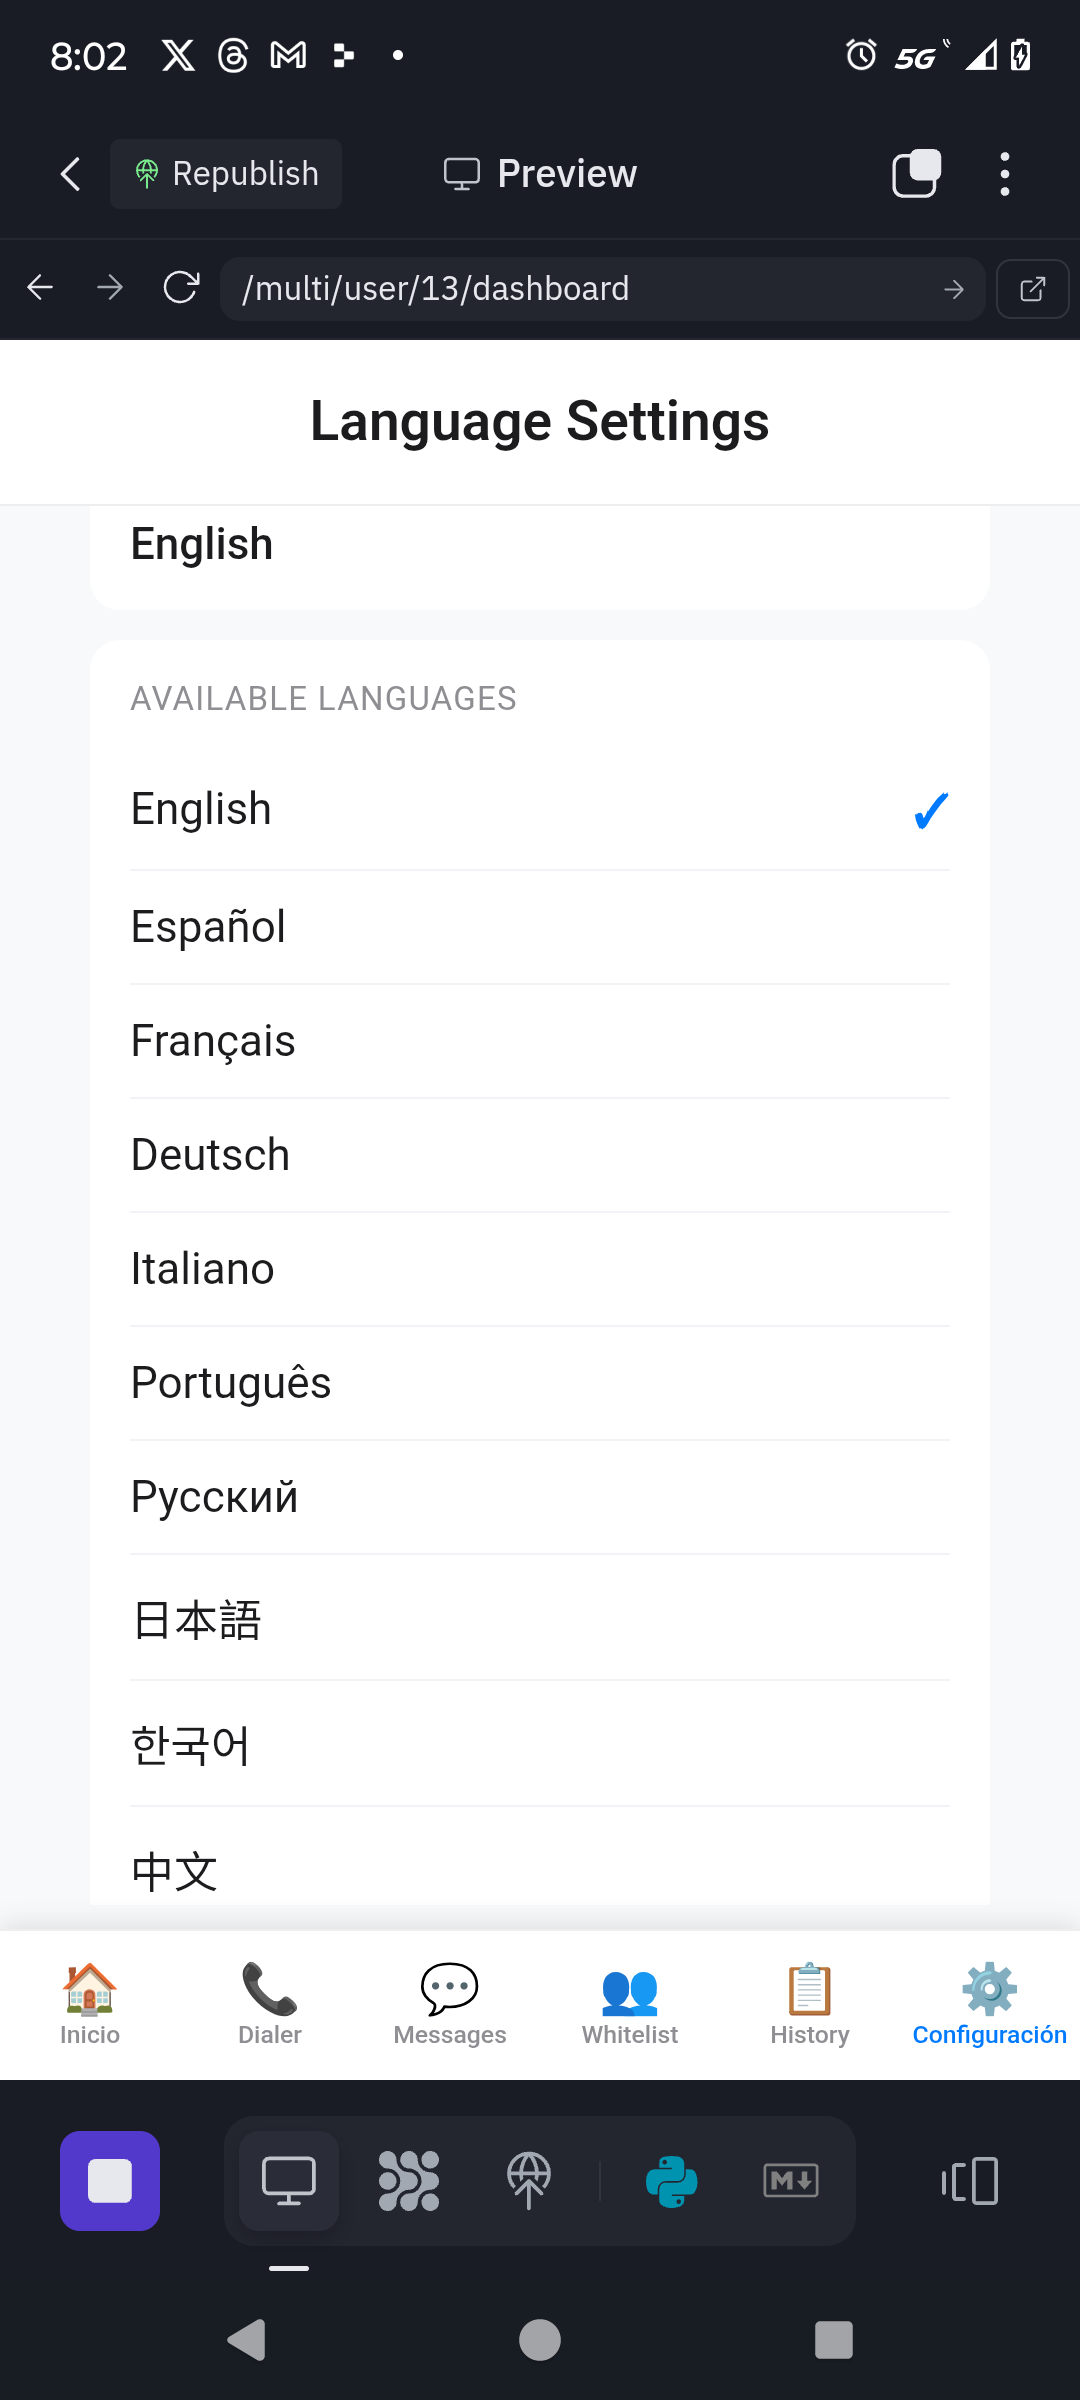 8:02
5G
Republish
Preview
/multi/user/13/dashboard
Language Settings
English
AVAILABLE LANGUAGES
English
Español
Français
Deutsch
Italiano
Português
Русский
日本語
한국어
中文
Inicio
Dialer
Messages
Whitelist
History
Configuración